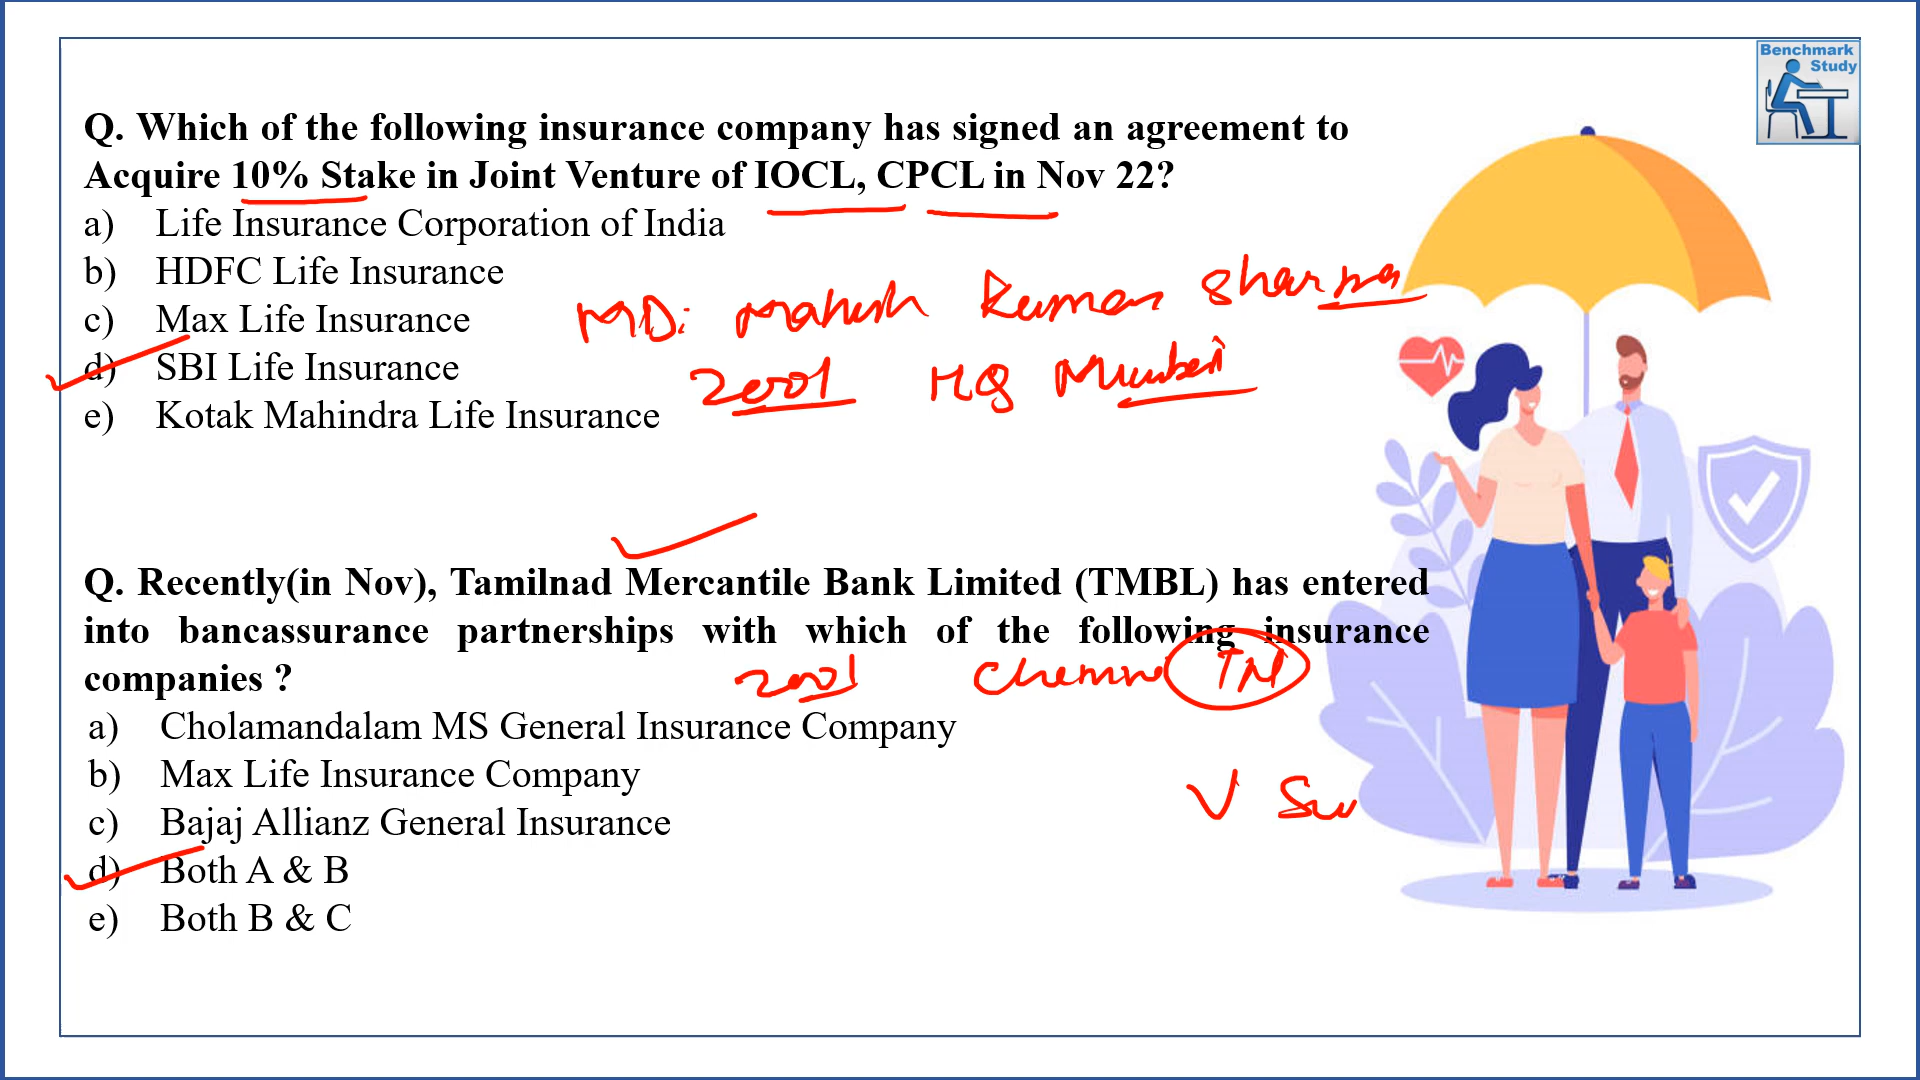 Benchmark
Study
Q. Which of the following insurance company has signed an agreement to
Acquire 10% Stake in Joint Venture of IOCL, CPCL in Nov 22?
a) Life Insurance Corporation of India
b) HDFC Life Insurance
c) Max Life Insurance
d) SBI Life Insurance
e) Kotak Mahindra Life Insurance
MD: Mahesh Kumar Sharma
2001 HQ Mumbai
Q. Recently(in Nov), Tamilnad Mercantile Bank Limited (TMBL) has entered
into bancassurance partnerships with which of the following insurance
companies ?
2001 Chennai TN
a) Cholamandalam MS General Insurance Company
b) Max Life Insurance Company
c) Bajaj Allianz General Insurance
V Su
d) Both A & B
e) Both B & C